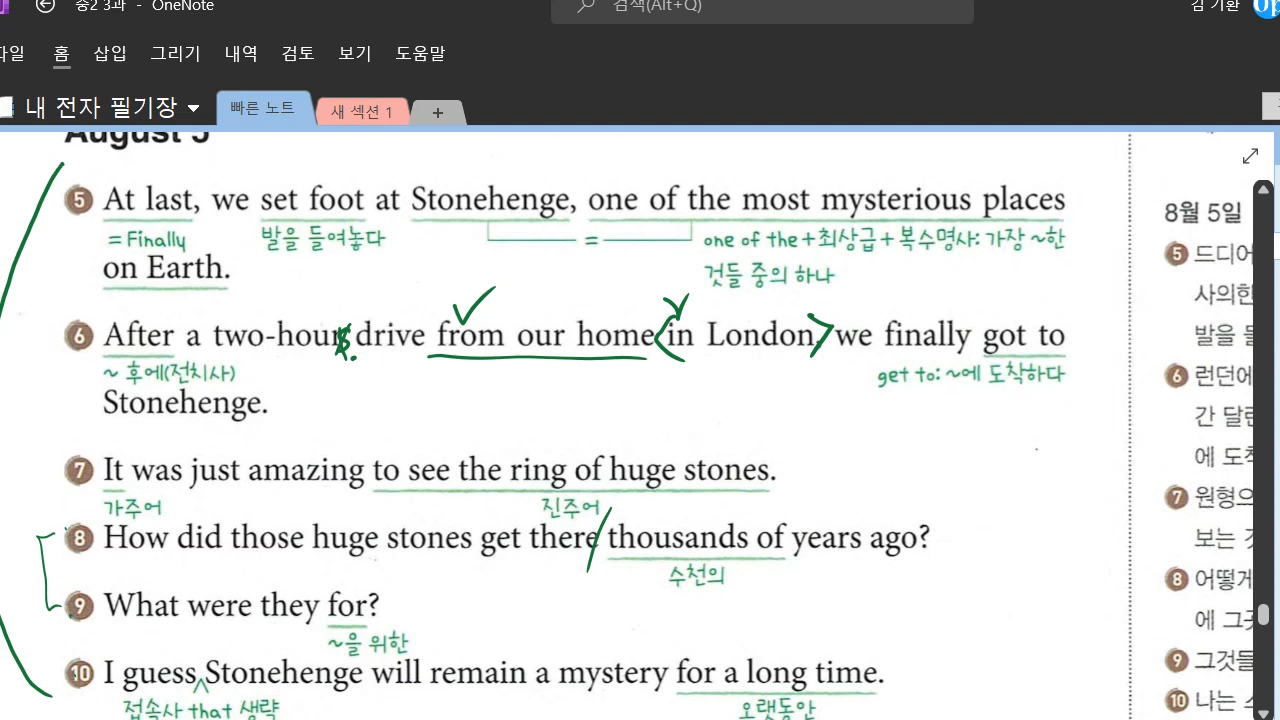 중2 3과 - OneNote
검색(Alt+Q)
김 기환
파일 홈 삽입 그리기 내역 검토 보기 도움말
내 전자 필기장 빠른 노트 새 섹션 1 +
August 5
5 At last, we set foot at Stonehenge, one of the most mysterious places
= Finally 발을 들여놓다 = one of the+최상급+복수명사: 가장 ~한
on Earth.
것들 중의 하나
6 After a two-hour drive from our home in London, we finally got to
~ 후에(전치사) get to: ~에 도착하다
Stonehenge.
7 It was just amazing to see the ring of huge stones.
가주어 진주어
8 How did those huge stones get there thousands of years ago?
수천의
9 What were they for?
~을 위한
10 I guess Stonehenge will remain a mystery for a long time.
접속사 that 생략 오랫동안
8월 5일
5 드디어
사의한
발을 들
6 런던에
간 달린
에 도착
7 원형으
보는 것
8 어떻게
에 그곳
9 그것들
10 나는 스